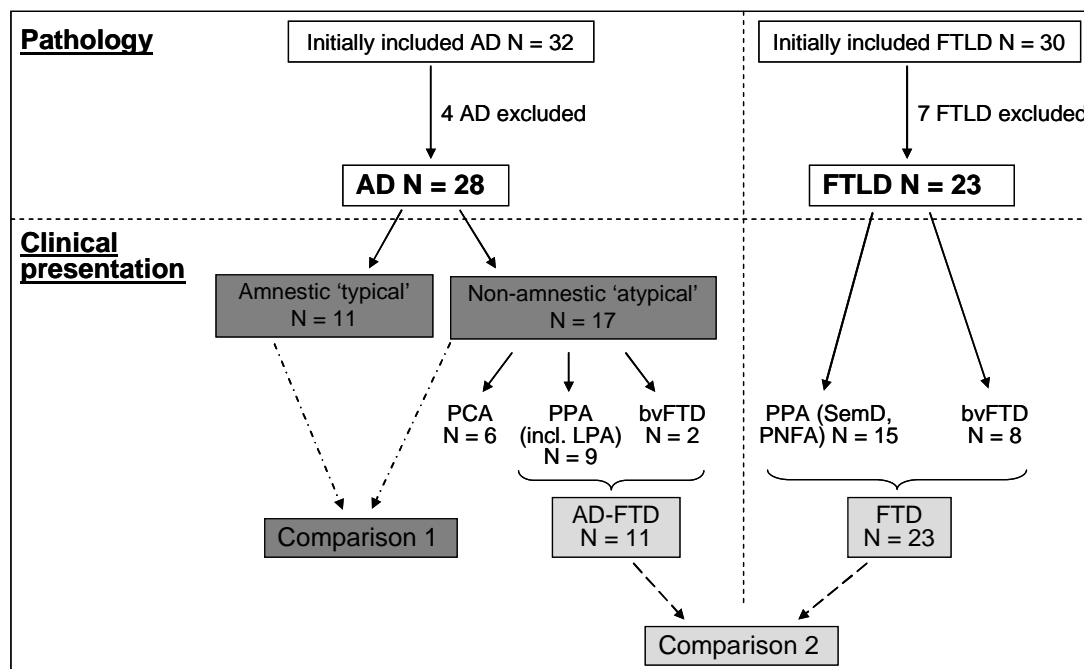 Pathology
Initially included AD N = 32
Initially included FTLD N = 30
4 AD excluded
7 FTLD excluded
AD N = 28
FTLD N = 23
Clinical
presentation
Amnestic ‘typical’
N = 11
Non-amnestic ‘atypical’
N = 17
PCA
N = 6
PPA
(incl. LPA)
N = 9
bvFTD
N = 2
PPA (SemD,
PNFA) N = 15
bvFTD
N = 8
Comparison 1
AD-FTD
N = 11
FTD
N = 23
Comparison 2